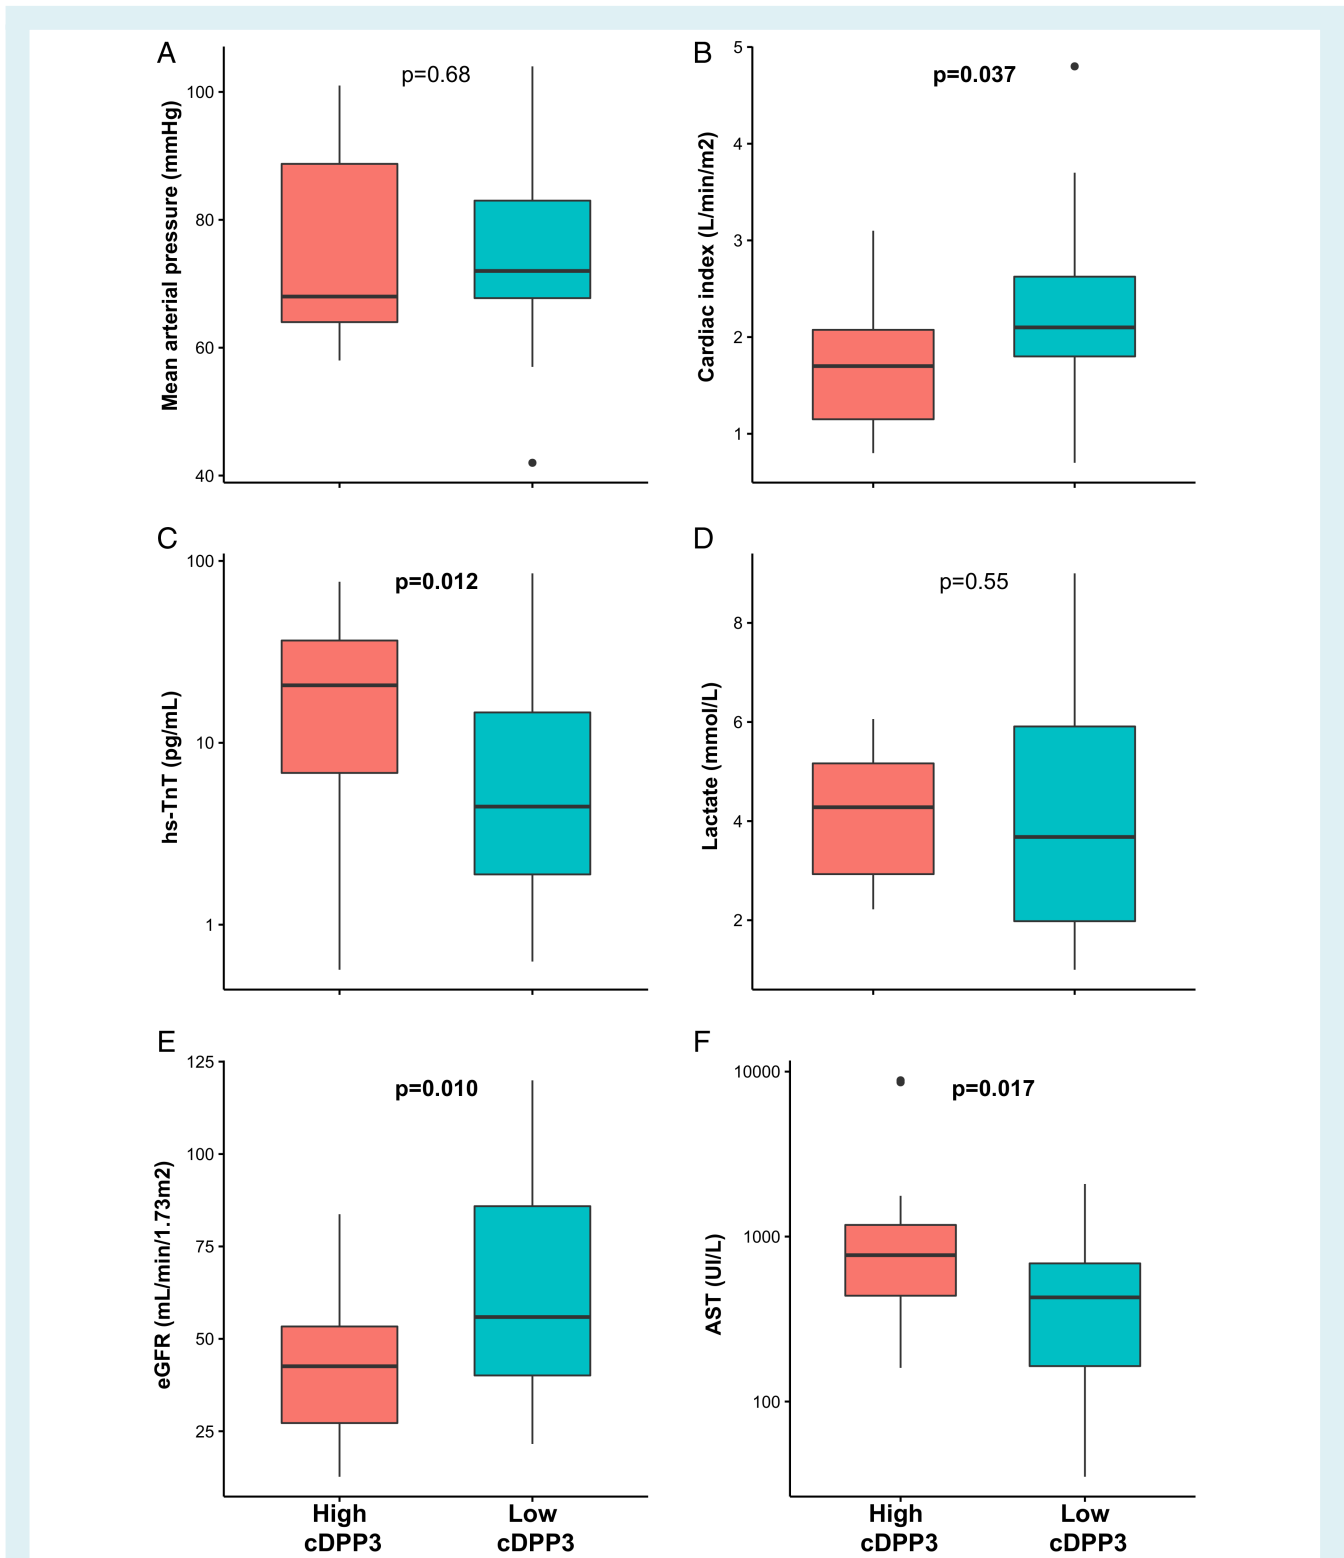 A
p=0.68
Mean arterial pressure (mmHg)
100
80
60
40
B
p=0.037
Cardiac index (L/min/m2)
5
4
3
2
1
C
p=0.012
hs-TnT (pg/mL)
100
10
1
D
p=0.55
Lactate (mmol/L)
8
6
4
2
E
p=0.010
eGFR (mL/min/1.73m2)
125
100
75
50
25
High
cDPP3
Low
cDPP3
F
p=0.017
AST (UI/L)
10000
1000
100
High
cDPP3
Low
cDPP3